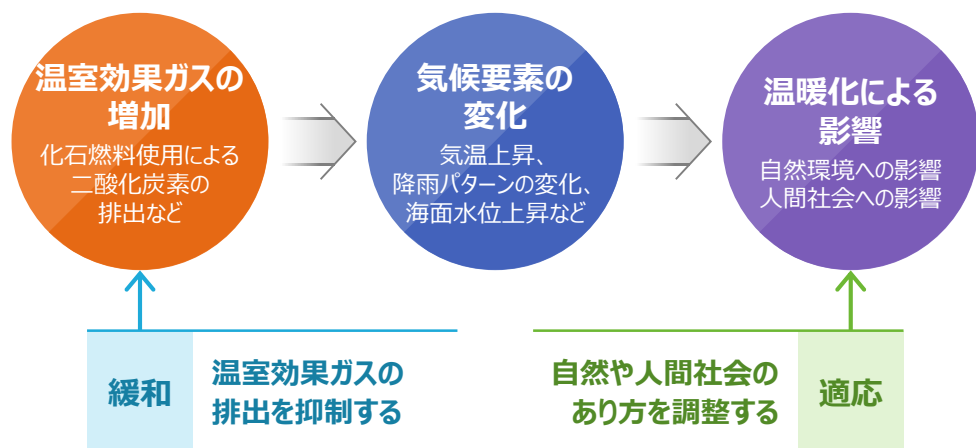 温室効果ガスの
増加
化石燃料使用による
二酸化炭素の
排出など
気候要素の
変化
気温上昇、
降雨パターンの変化、
海面水位上昇など
温暖化による
影響
自然環境への影響
人間社会への影響
緩和
温室効果ガスの
排出を抑制する
自然や人間社会の
あり方を調整する
適応